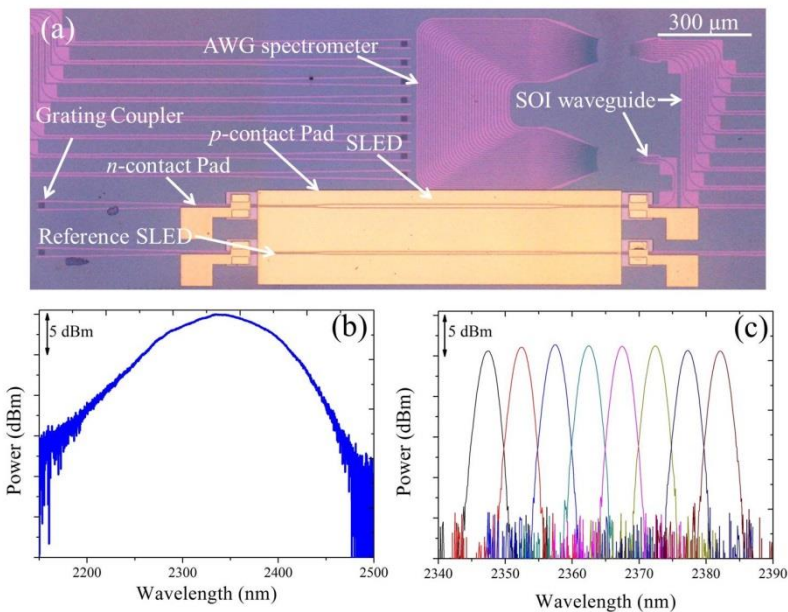 (a)
300 μm
AWG spectrometer
SOI waveguide
Grating Coupler
p-contact Pad
SLED
n-contact Pad
Reference SLED
(b)
5 dBm
Power (dBm)
2200 2300 2400 2500
Wavelength (nm)
(c)
5 dBm
Power (dBm)
2340 2350 2360 2370 2380 2390
Wavelength (nm)